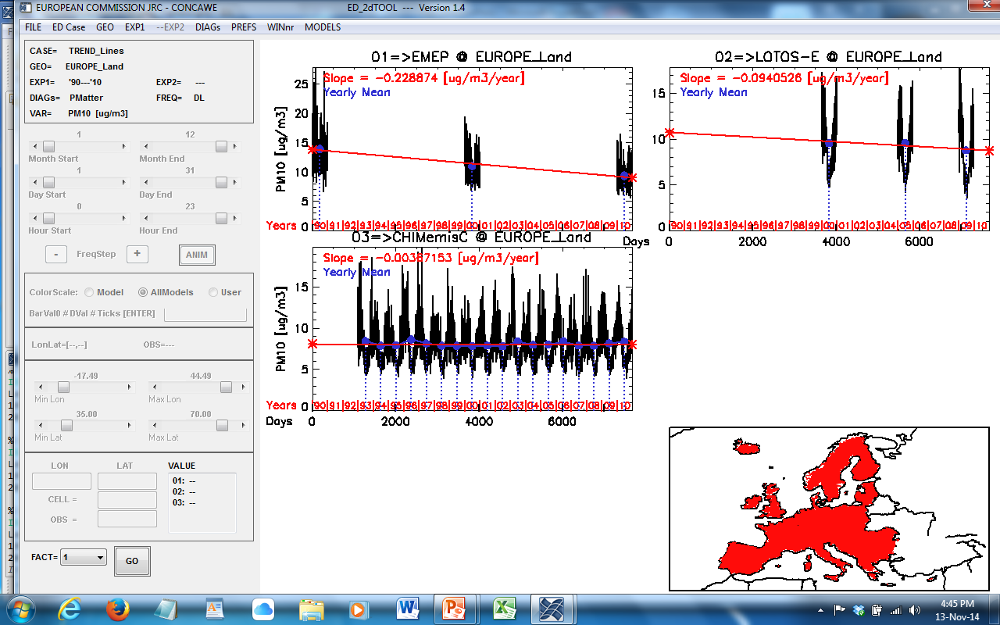 EUROPEAN COMMISSION JRC - CONCAWE ED_2dTOOL --- Version 1.4
FILE ED Case GEO EXP1 --EXP2 DIAGs PREFS WINnr MODELS
CASE= TREND_Lines
GEO= EUROPE_Land
EXP1= '90---'10 EXP2= ---
DIAGs= PMatter FREQ= DL
VAR= PM10 [ug/m3]
1 12
Month Start Month End
1 31
Day Start Day End
0 23
Hour Start Hour End
- FreqStep + ANIM
ColorScale: Model AllModels User
BarVal0 # DVal # Ticks [ENTER]
LonLat=[--,--] OBS=---
-17.49 44.49
Min Lon Max Lon
35.00 70.00
Min Lat Max Lat
LON LAT VALUE
01: --
02: --
CELL = 03: --
OBS =
FACT= 1 GO
01=>EMEP @ EUROPE_Land
Slope = -0.228874 [ug/m3/year]
Yearly Mean
PM10 [ug/m3]
25
20
15
10
5
0
Years 90|91|92|93|94|95|96|97|98|99|00|01|02|03|04|05|06|07|08|09|10
02=>LOTOS-E @ EUROPE_Land
Slope = -0.0940526 [ug/m3/year]
Yearly Mean
15
10
5
0
90|91|92|93|94|95|96|97|98|99|00|01|02|03|04|05|06|07|08|09|10
Days 0 2000 4000 6000
03=>CHIMemisC @ EUROPE_Land
Slope = -0.00367153 [ug/m3/year]
Yearly Mean
PM10 [ug/m3]
15
10
5
0
Years 90|91|92|93|94|95|96|97|98|99|00|01|02|03|04|05|06|07|08|09|10
Days 0 2000 4000 6000
4:45 PM
13-Nov-14